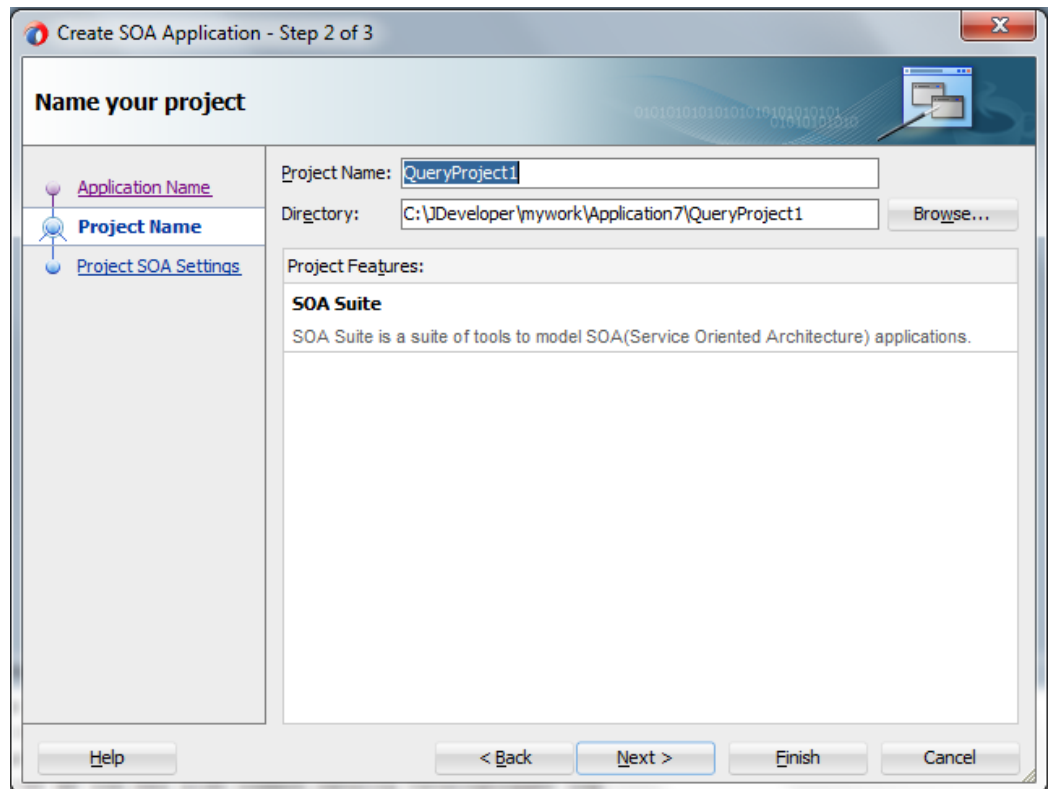 Create SOA Application - Step 2 of 3
Name your project
Application Name
Project Name
Project SOA Settings
Project Name: QueryProject1
Directory: C:\JDeveloper\mywork\Application7\QueryProject1 Browse...
Project Features:
SOA Suite
SOA Suite is a suite of tools to model SOA(Service Oriented Architecture) applications.
Help < Back Next > Finish Cancel